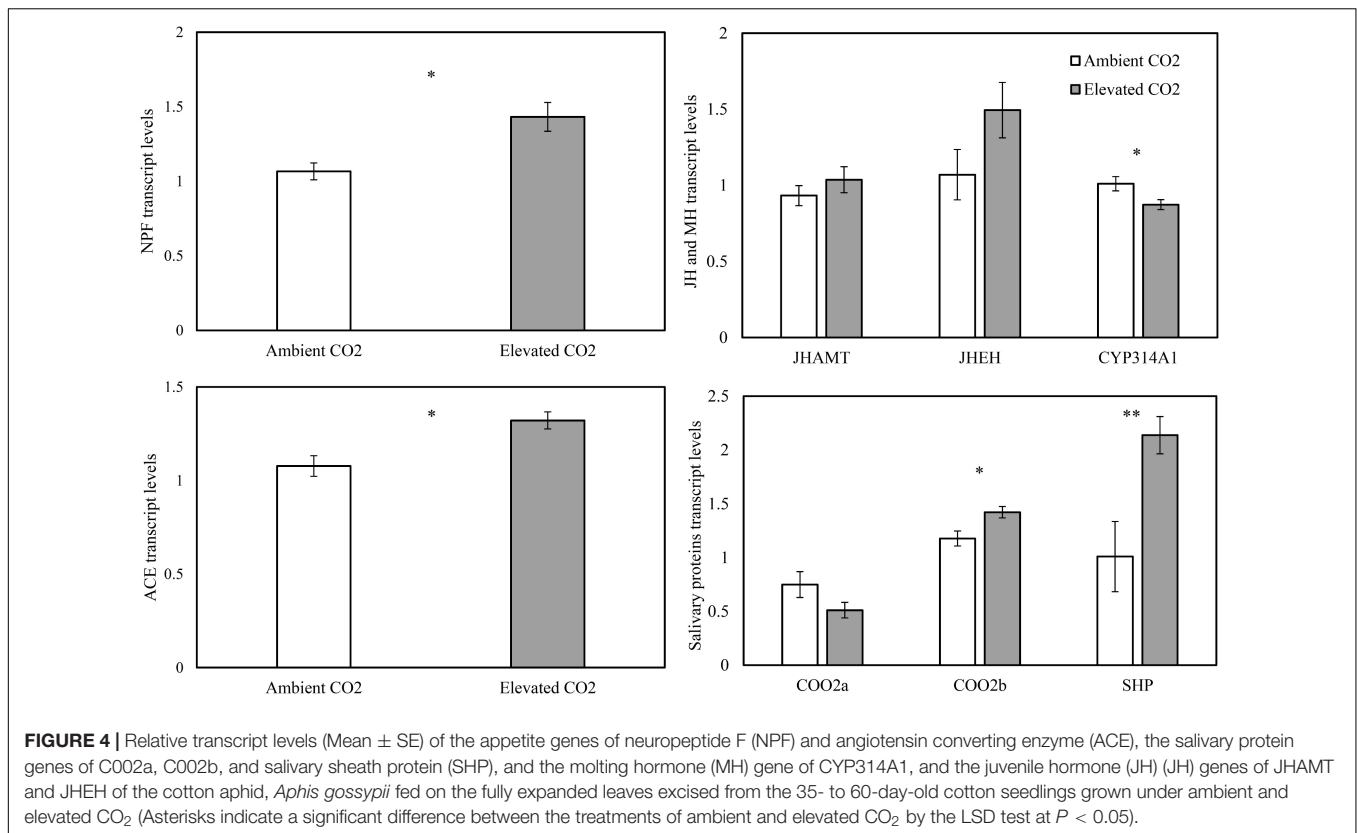 2
1.5
1
0.5
0
NPF transcript levels
*
Ambient CO2
Elevated CO2
2
1.5
1
0.5
0
JH and MH transcript levels
Ambient CO2
Elevated CO2
*
JHAMT
JHEH
CYP314A1
1.5
1
0.5
0
ACE transcript levels
*
Ambient CO2
Elevated CO2
2.5
2
1.5
1
0.5
0
Salivary proteins transcript levels
*
**
COO2a
COO2b
SHP
FIGURE 4 | Relative transcript levels (Mean ± SE) of the appetite genes of neuropeptide F (NPF) and angiotensin converting enzyme (ACE), the salivary protein
genes of C002a, C002b, and salivary sheath protein (SHP), and the molting hormone (MH) gene of CYP314A1, and the juvenile hormone (JH) (JH) genes of JHAMT
and JHEH of the cotton aphid, Aphis gossypii fed on the fully expanded leaves excised from the 35- to 60-day-old cotton seedlings grown under ambient and
elevated CO₂ (Asterisks indicate a significant difference between the treatments of ambient and elevated CO₂ by the LSD test at P < 0.05).